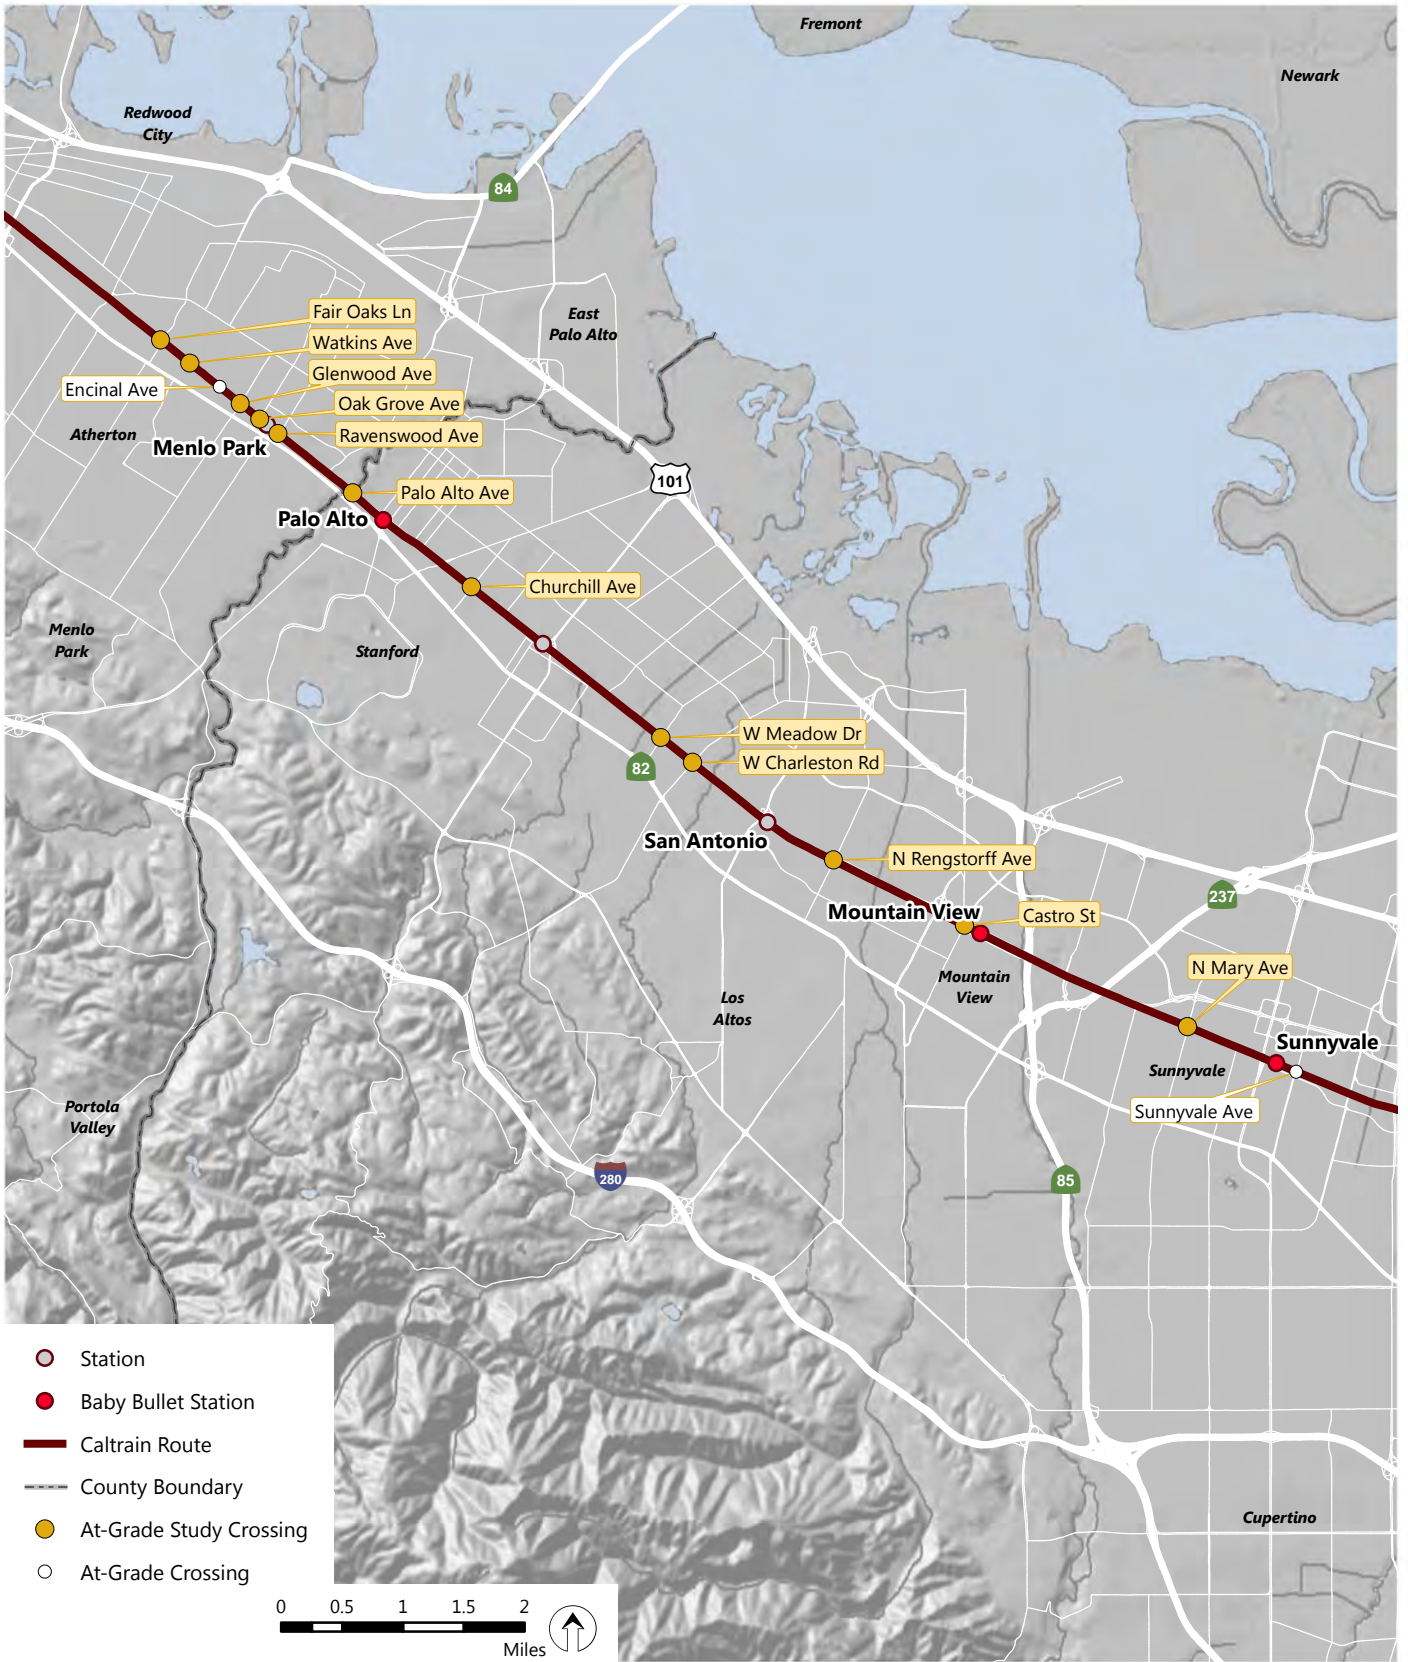 Fremont
Newark
Redwood
City
84
Fair Oaks Ln
East
Palo Alto
Watkins Ave
Glenwood Ave
Encinal Ave
Oak Grove Ave
Atherton
Ravenswood Ave
Menlo Park
101
Palo Alto Ave
Palo Alto
Churchill Ave
Menlo
Park
Stanford
W Meadow Dr
W Charleston Rd
82
San Antonio
N Rengstorff Ave
237
Mountain View
Castro St
N Mary Ave
Mountain
View
Los
Altos
Sunnyvale
Sunnyvale
Portola
Valley
Sunnyvale Ave
280
85
Station
Baby Bullet Station
Caltrain Route
County Boundary
At-Grade Study Crossing
At-Grade Crossing
Cupertino
0 0.5 1 1.5 2
Miles